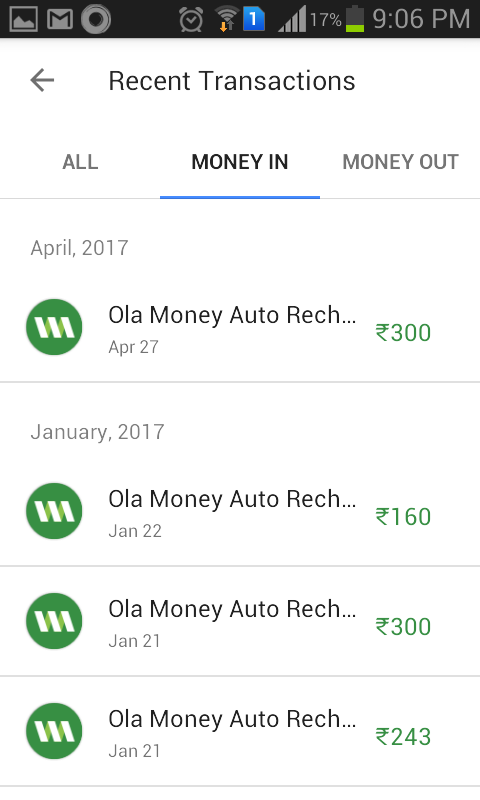 1 17% 9:06 PM
Recent Transactions
ALL MONEY IN MONEY OUT
April, 2017
Ola Money Auto Rech... ₹300
Apr 27
January, 2017
Ola Money Auto Rech... ₹160
Jan 22
Ola Money Auto Rech... ₹300
Jan 21
Ola Money Auto Rech... ₹243
Jan 21